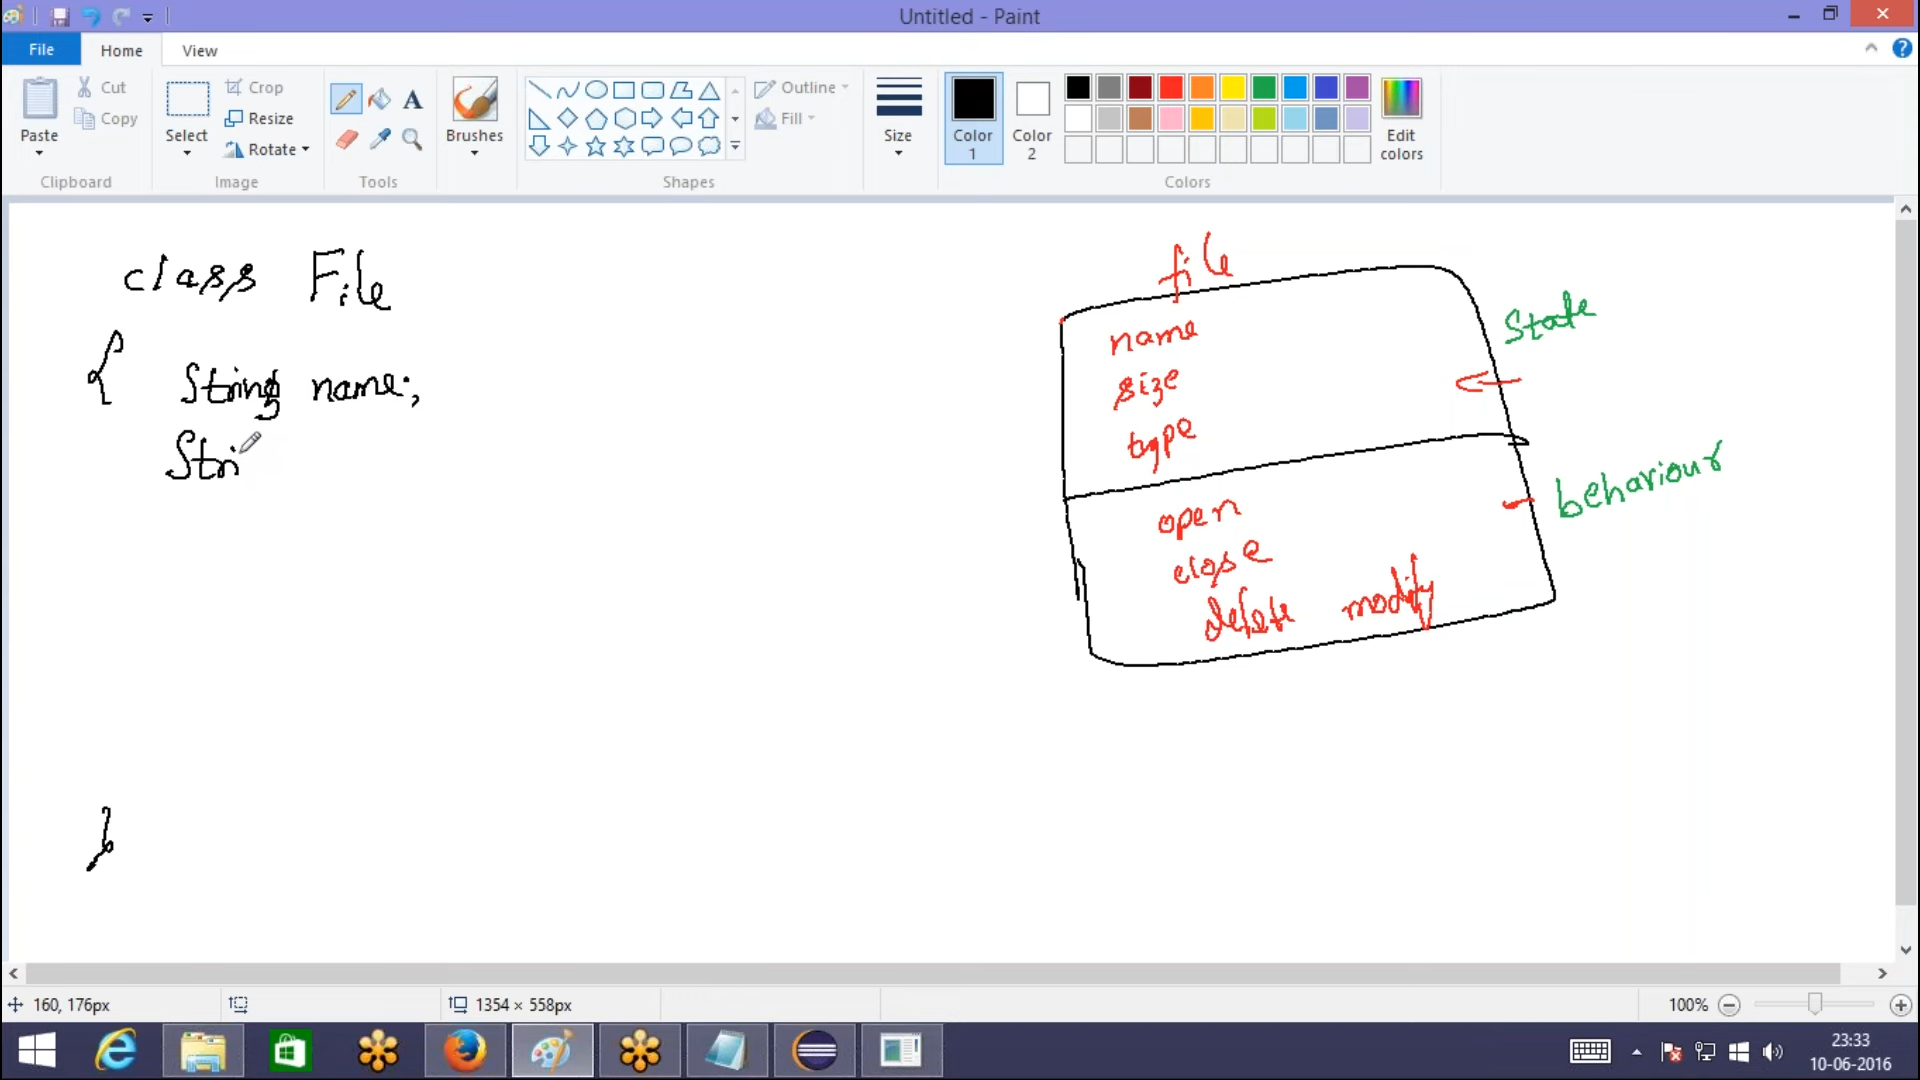 Untitled - Paint
File Home View
Paste Cut Copy Clipboard
Select Crop Resize Rotate Image
Tools
Brushes
Shapes
Outline Fill
Size
Color 1
Color 2
Edit colors
Colors
class File
{ String name;
Stri
}
file
name
size
type
State
open
close
delete modify
behaviour
160, 176px
1354 × 558px
100%
23:33
10-06-2016